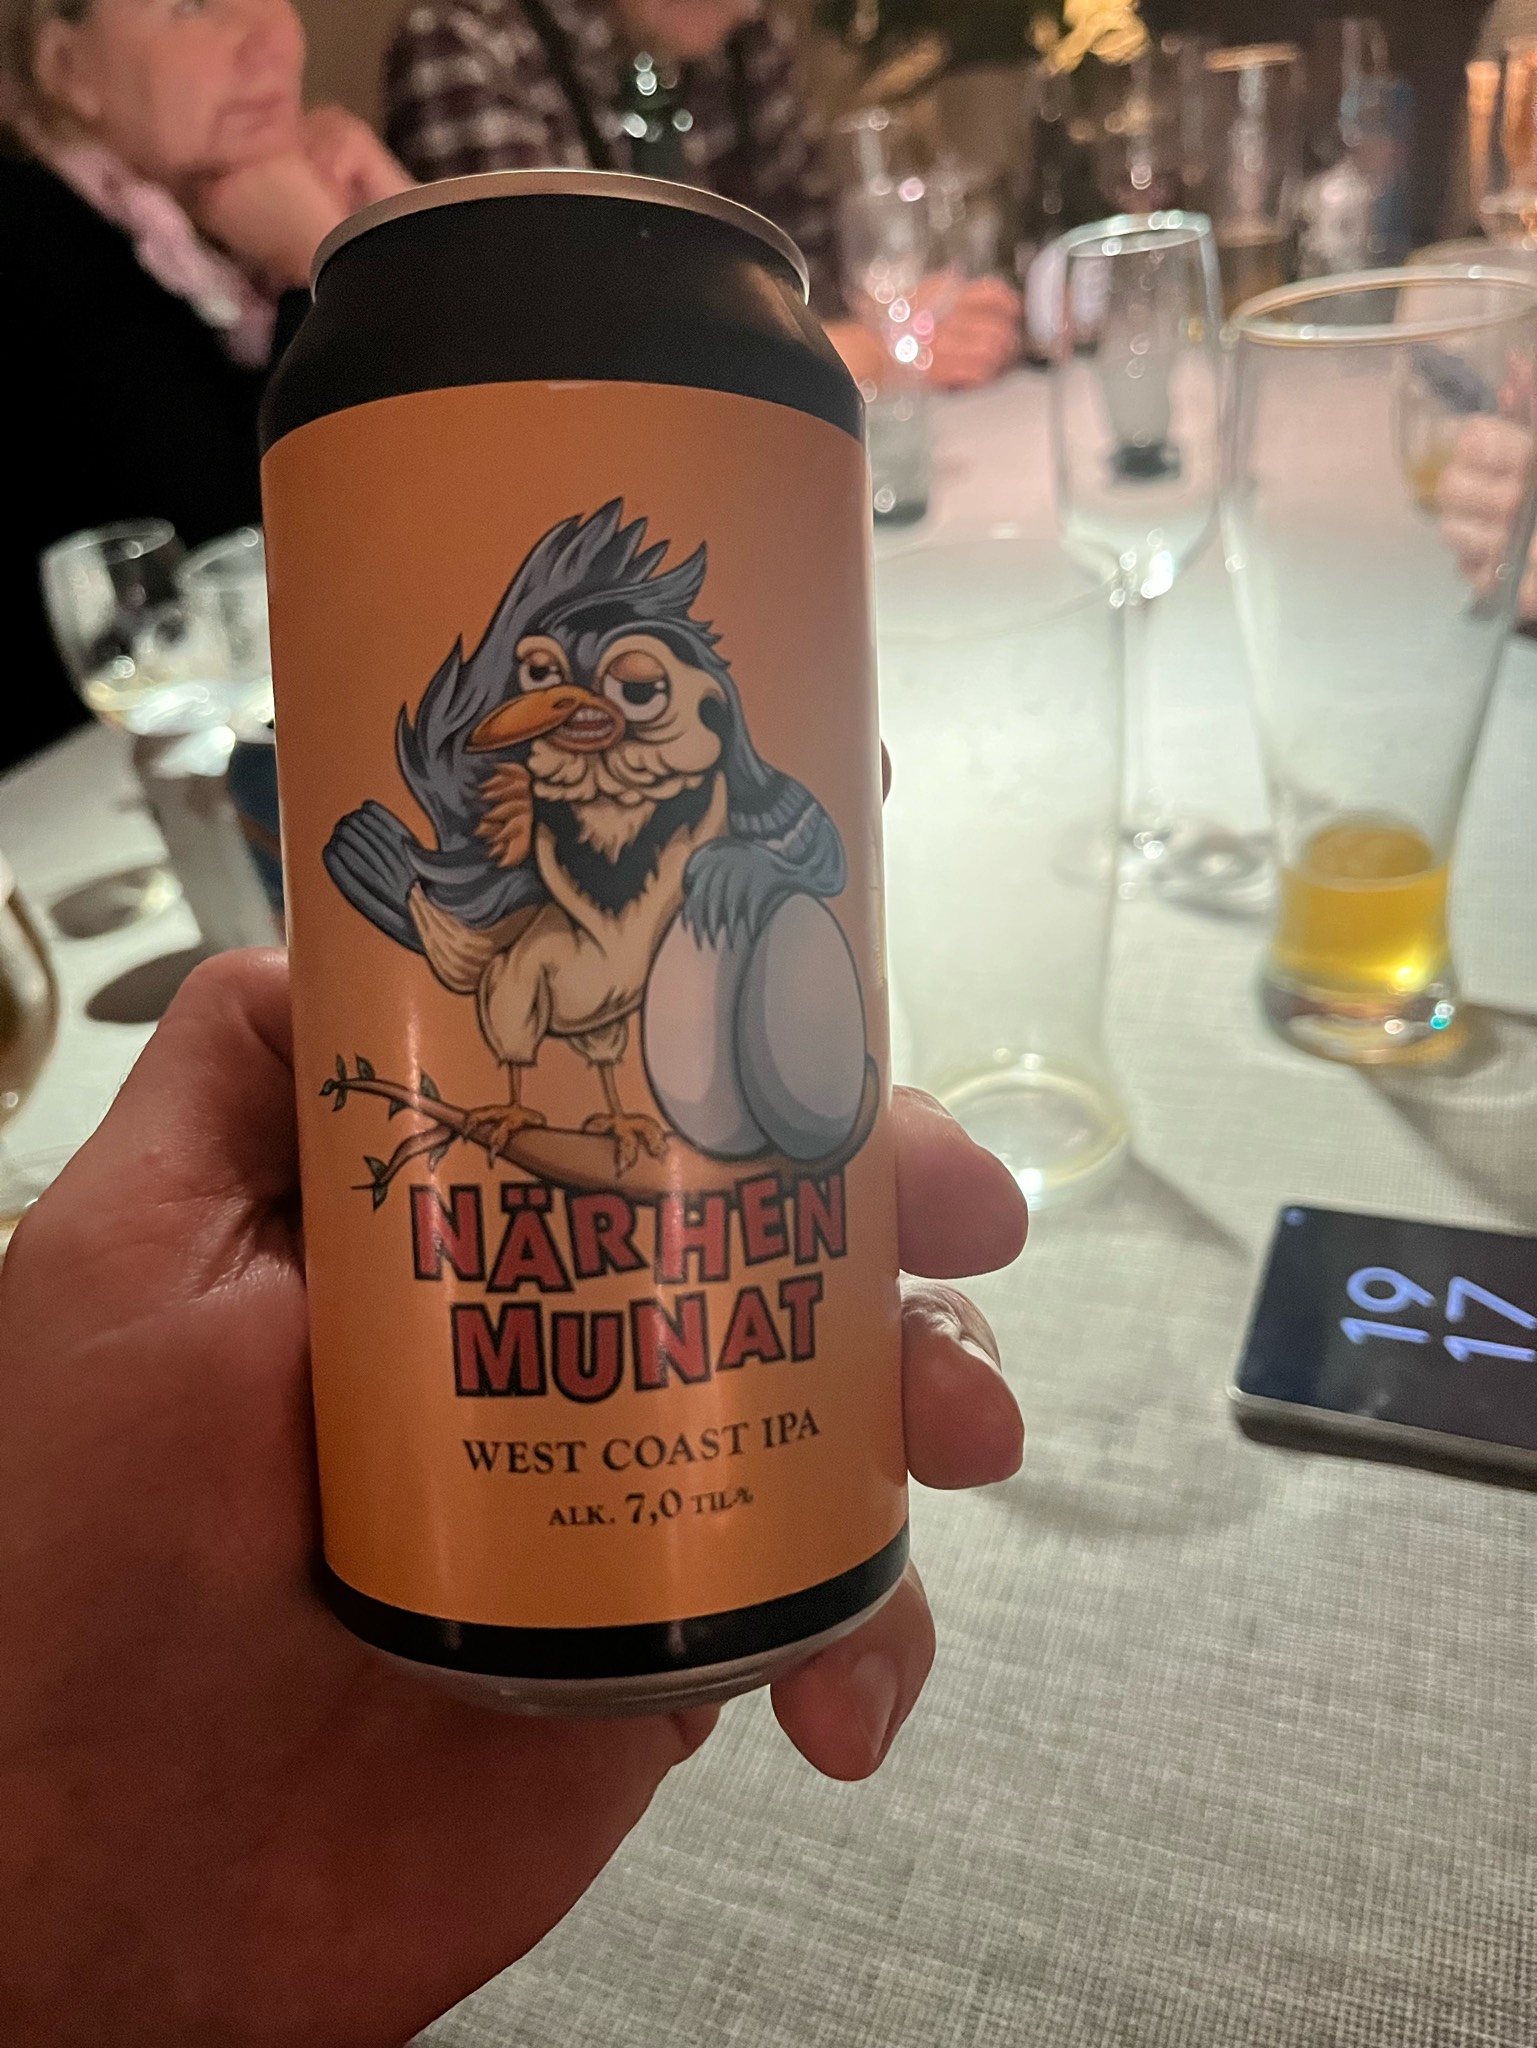 NÄRHEN
MUNAT
WEST COAST IPA
ALK. 7,0 TIL-%
19
17